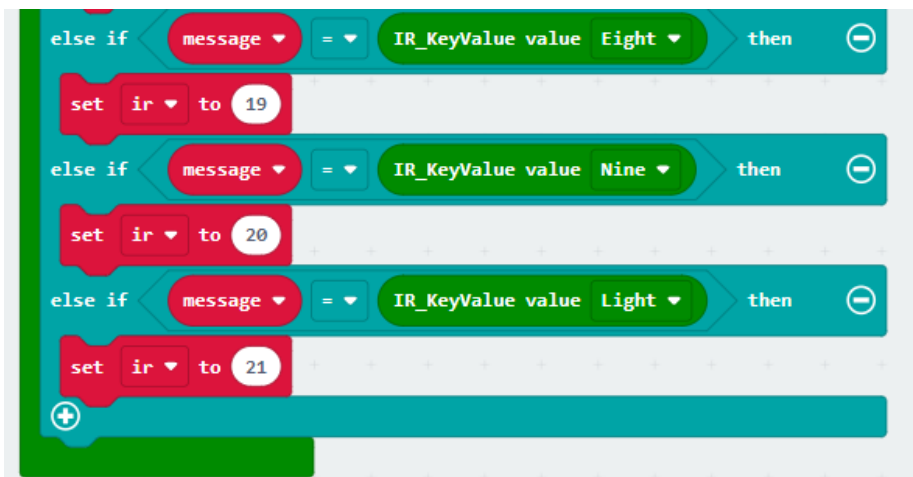 else if message = IR_KeyValue value Eight then
set ir to 19
else if message = IR_KeyValue value Nine then
set ir to 20
else if message = IR_KeyValue value Light then
set ir to 21